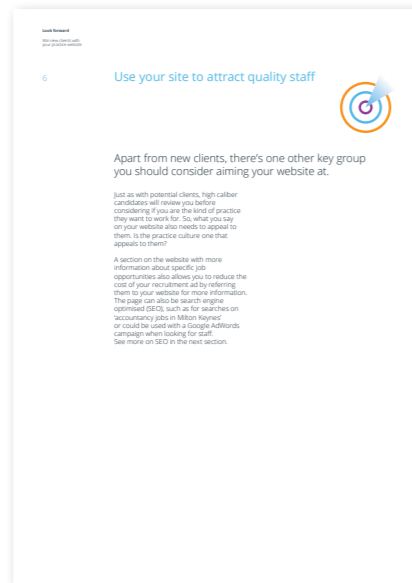 Look forward
Win new clients with
your practice website
6
Use your site to attract quality staff
Apart from new clients, there's one other key group
you should consider aiming your website at.
Just as with potential clients, high caliber
candidates will review you before
considering if you are the kind of practice
they want to work for. So, what you say
on your website also needs to appeal to
them. Is the practice culture one that
appeals to them?
A section on the website with more
information about specific job
opportunities also allows you to reduce the
cost of your recruitment ad by referring
them to your website for more information.
The page can also be search engine
optimised (SEO), such as for searches on
'accountancy jobs in Milton Keynes'
or could be used with a Google AdWords
campaign when looking for staff.
See more on SEO in the next section.